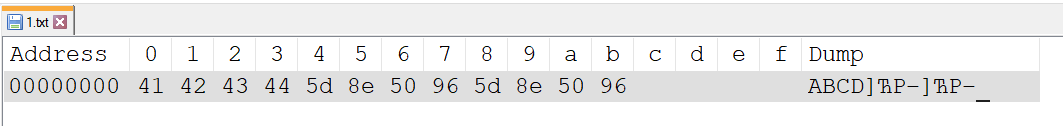 1.txt
Address 0 1 2 3 4 5 6 7 8 9 a b c d e f Dump
00000000 41 42 43 44 5d 8e 50 96 5d 8e 50 96 ABCD]ЋP–]ЋP–